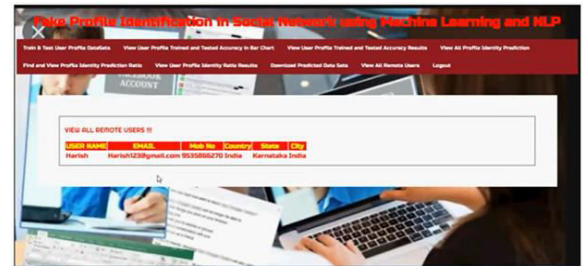 Fake Profile Identification in Social Network using Machine Learning and NLP
Train & Test User Profile DataSets View User Profile Trained and Tested Accuracy in Bar Chart View User Profile Trained and Tested Accuracy Results View All Profile Identity Prediction
Find and View Profile Identity Prediction Ratio View User Profile Identity Ratio Results Download Predicted Data Sets View All Remote Users Logout
FACEBOOK
ACCOUNT
VIEW ALL REMOTE USERS !!!
USER NAME EMAIL Mob No Country State City
Harish Harish123@gmail.com 9535866270 India Karnataka India